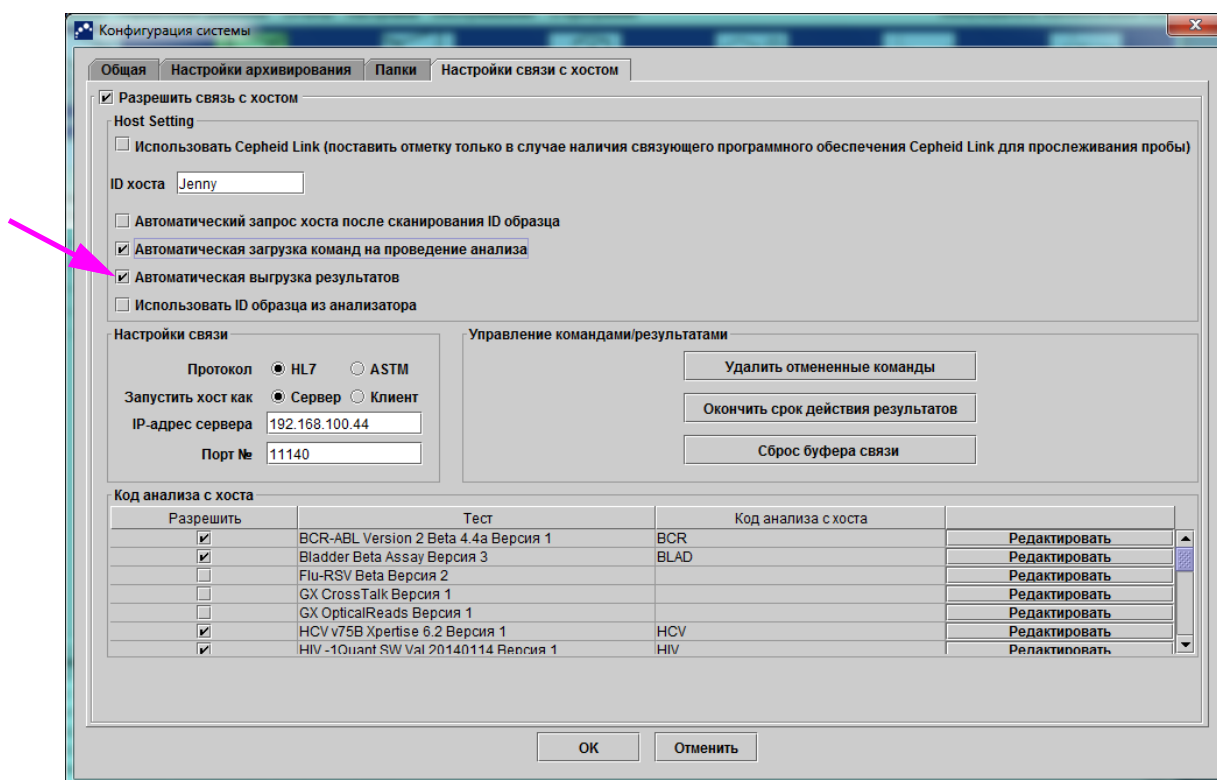 Конфигурация системы
Общая Настройки архивирования Папки Настройки связи с хостом
Разрешить связь с хостом
Host Setting
Использовать Cepheid Link (поставить отметку только в случае наличия связующего программного обеспечения Cepheid Link для прослеживания пробы)
ID хоста Jenny
Автоматический запрос хоста после сканирования ID образца
Автоматическая загрузка команд на проведение анализа
Автоматическая выгрузка результатов
Использовать ID образца из анализатора
Настройки связи
Протокол HL7 ASTM
Запустить хост как Сервер Клиент
IP-адрес сервера 192.168.100.44
Порт № 11140
Управление командами/результатами
Удалить отмененные команды
Окончить срок действия результатов
Сброс буфера связи
Код анализа с хоста
Разрешить Тест Код анализа с хоста
BCR-ABL Version 2 Beta 4.4a Версия 1 BCR Редактировать
Bladder Beta Assay Версия 3 BLAD Редактировать
Flu-RSV Beta Версия 2 Редактировать
GX CrossTalk Версия 1 Редактировать
GX OpticalReads Версия 1 Редактировать
HCV v75B Xpertise 6.2 Версия 1 HCV Редактировать
HIV -1Quant SW Val 20140114 Версия 1 HIV Редактировать
OK Отменить